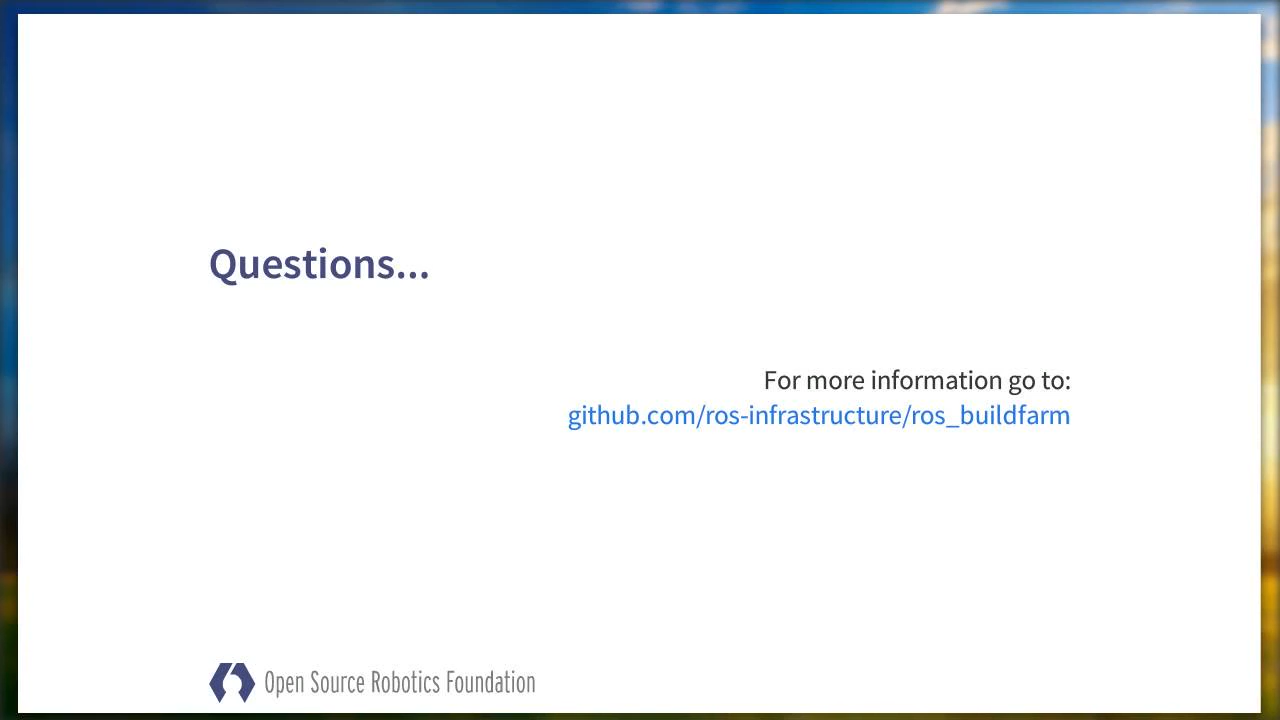 Questions...
For more information go to:
github.com/ros-infrastructure/ros_buildfarm
Open Source Robotics Foundation